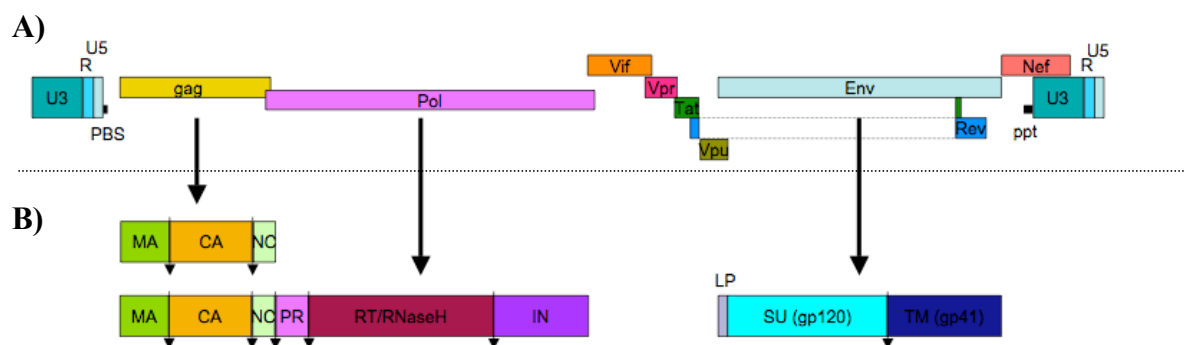 A)
U5
R
U3
PBS
gag
Pol
Vif
Vpr
Tat
Vpu
Env
Rev
Nef
ppt
U5
R
U3
B)
MA CA NC
MA CA NC PR RT/RNaseH IN
LP
SU (gp120) TM (gp41)